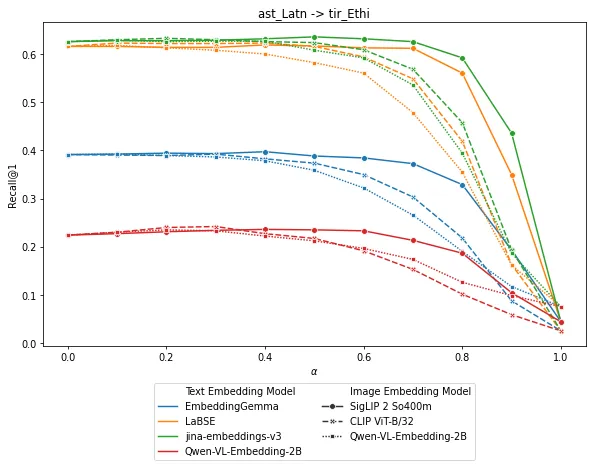 ast_Latn -> tir_Ethi
Recall@1
0.6
0.5
0.4
0.3
0.2
0.1
0.0
0.0 0.2 0.4 0.6 0.8 1.0
α
Text Embedding Model Image Embedding Model
EmbeddingGemma SigLIP 2 So400m
LaBSE CLIP ViT-B/32
jina-embeddings-v3 Qwen-VL-Embedding-2B
Qwen-VL-Embedding-2B